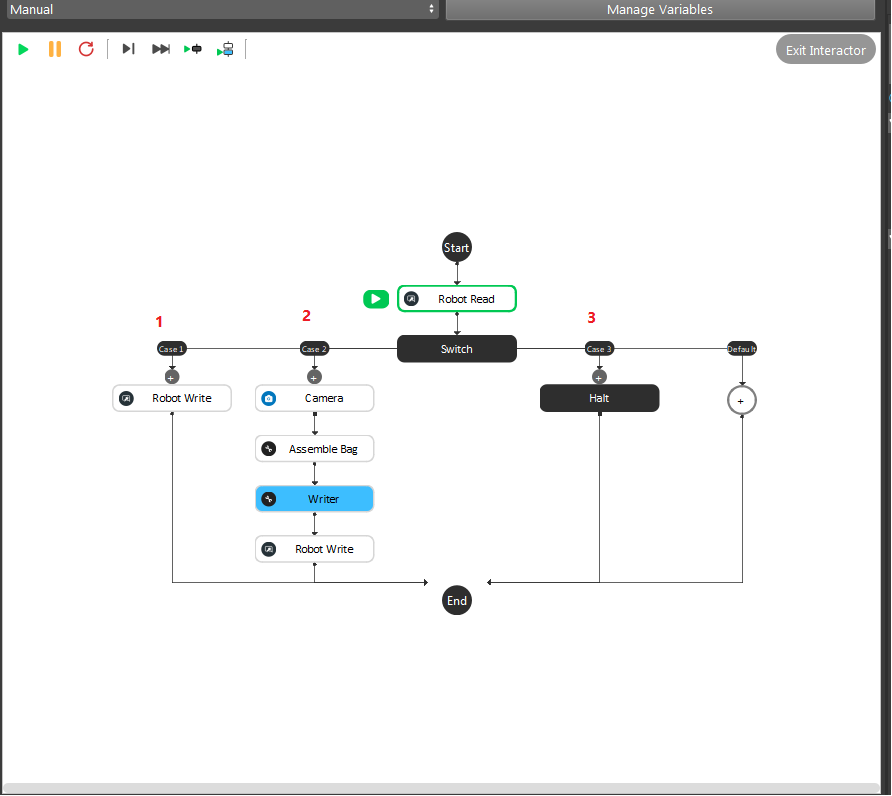 Manual
Manage Variables
Exit Interactor
Start
Robot Read
1
2
3
Case 1
Case 2
Switch
Case 3
Default
Robot Write
Camera
Halt
Assemble Bag
Writer
Robot Write
End